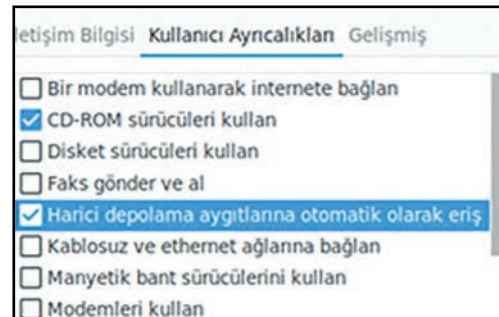 letişim Bilgisi Kullanıcı Ayrıcalıkları Gelişmiş
Bir modem kullanarak internete bağlan
CD-ROM sürücüleri kullan
Disket sürücüleri kullan
Faks gönder ve al
Harici depolama aygıtlarına otomatik olarak eriş
Kablosuz ve ethernet ağlarına bağlan
Manyetik bant sürücülerini kullan
Modemleri kullan